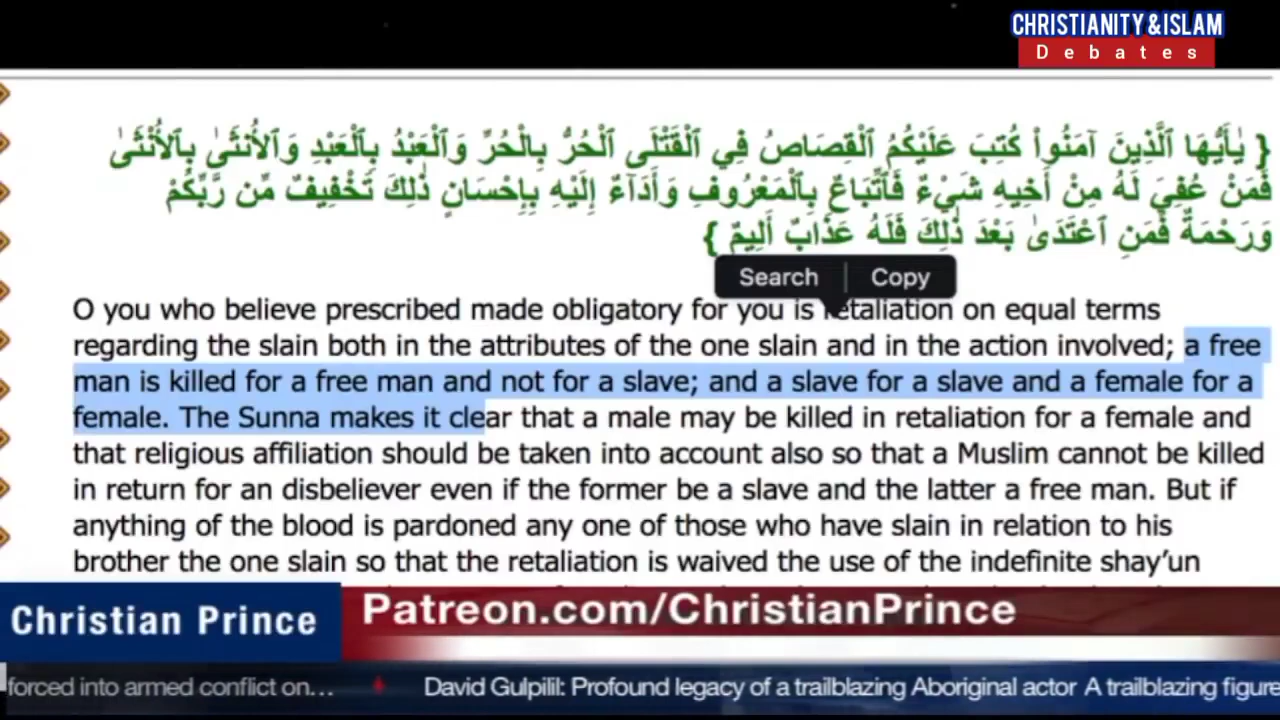 CHRISTIANITY & ISLAM
Debates
{ يَٰأَيُّهَا ٱلَّذِينَ آمَنُواْ كُتِبَ عَلَيْكُمُ ٱلْقِصَاصُ فِي ٱلْقَتْلَى ٱلْحُرُّ بِالْحُرِّ وَٱلْعَبْدُ بِٱلْعَبْدِ وَٱلأُنثَىٰ بِٱلأُنْثَىٰ
فَمَنْ عُفِيَ لَهُ مِنْ أَخِيهِ شَيْءٌ فَٱتِّبَاعٌ بِٱلْمَعْرُوفِ وَأَدَآءٌ إِلَيْهِ بِإِحْسَانٍ ذٰلِكَ تَخْفِيفٌ مِّن رَّبِّكُمْ
وَرَحْمَةٌ فَمَنِ ٱعْتَدَىٰ بَعْدَ ذٰلِكَ فَلَهُ عَذَابٌ أَلِيمٌ }
Search Copy
O you who believe prescribed made obligatory for you is retaliation on equal terms
regarding the slain both in the attributes of the one slain and in the action involved; a free
man is killed for a free man and not for a slave; and a slave for a slave and a female for a
female. The Sunna makes it clear that a male may be killed in retaliation for a female and
that religious affiliation should be taken into account also so that a Muslim cannot be killed
in return for an disbeliever even if the former be a slave and the latter a free man. But if
anything of the blood is pardoned any one of those who have slain in relation to his
brother the one slain so that the retaliation is waived the use of the indefinite shay'un
Christian Prince
Patreon.com/ChristianPrince
forced into armed conflict on... David Gulpilil: Profound legacy of a trailblazing Aboriginal actor A trailblazing figure